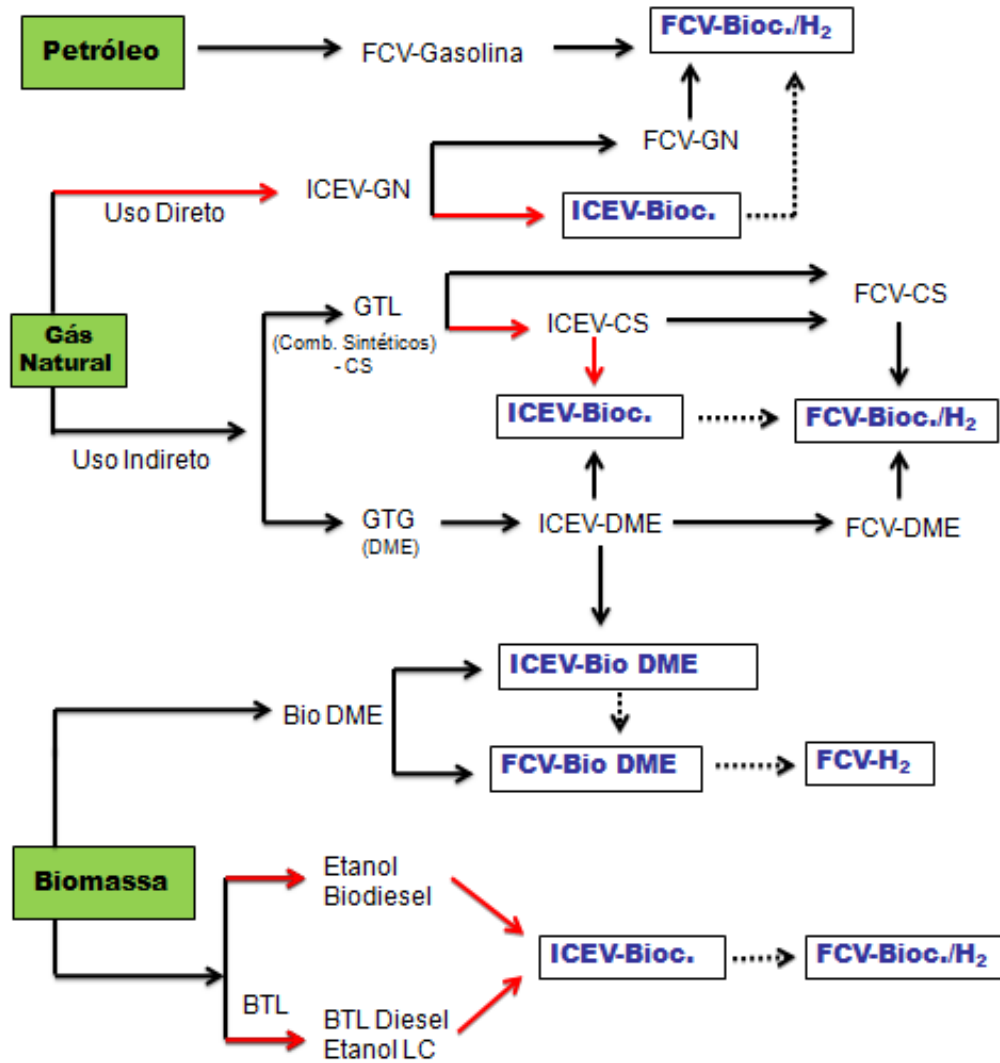 FCV-Bioc./H₂
Petróleo
FCV-Gasolina
FCV-GN
ICEV-GN
Uso Direto
ICEV-Bioc.
GTL
(Comb. Sintéticos)
- CS
FCV-CS
ICEV-CS
Gás
Natural
ICEV-Bioc.
FCV-Bioc./H₂
Uso Indireto
GTG
(DME)
ICEV-DME
FCV-DME
ICEV-Bio DME
Bio DME
FCV-Bio DME
FCV-H₂
Biomassa
Etanol
Biodiesel
ICEV-Bioc.
FCV-Bioc./H₂
BTL
BTL Diesel
Etanol LC